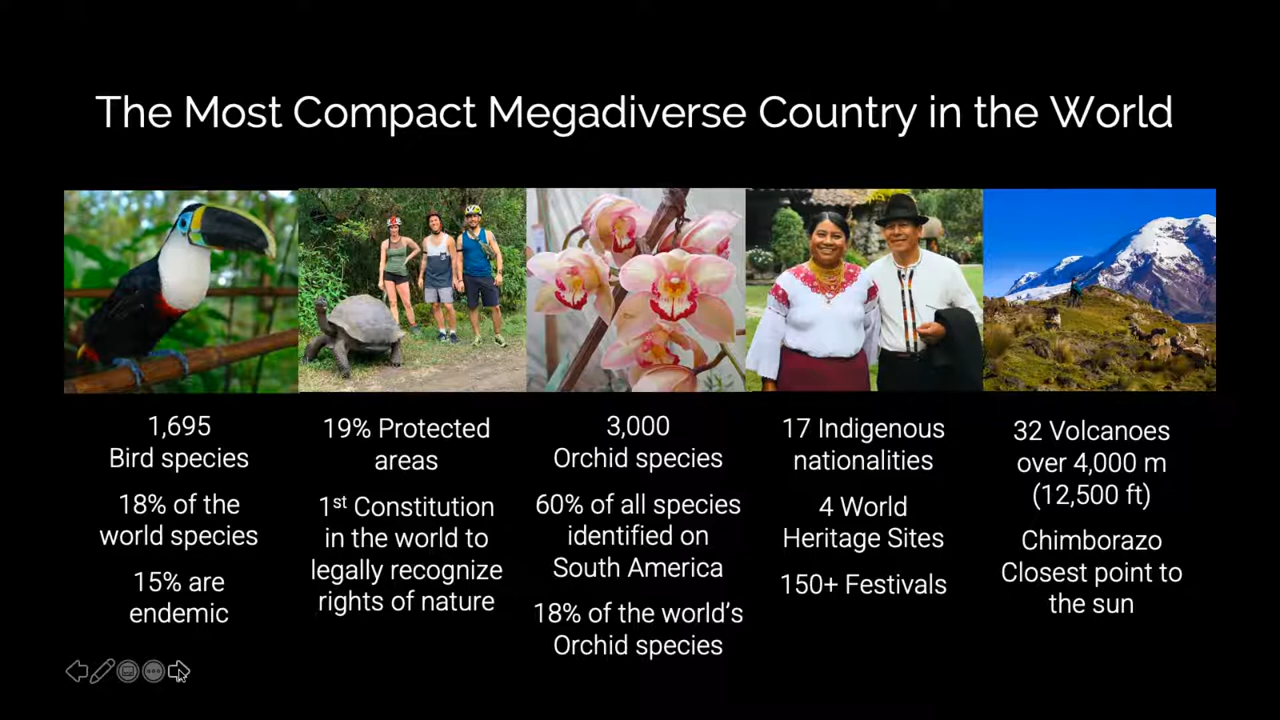 The Most Compact Megadiverse Country in the World
1,695
Bird species
18% of the
world species
15% are
endemic
19% Protected
areas
1st Constitution
in the world to
legally recognize
rights of nature
3,000
Orchid species
60% of all species
identified on
South America
18% of the world's
Orchid species
17 Indigenous
nationalities
4 World
Heritage Sites
150+ Festivals
32 Volcanoes
over 4,000 m
(12,500 ft)
Chimborazo
Closest point to
the sun